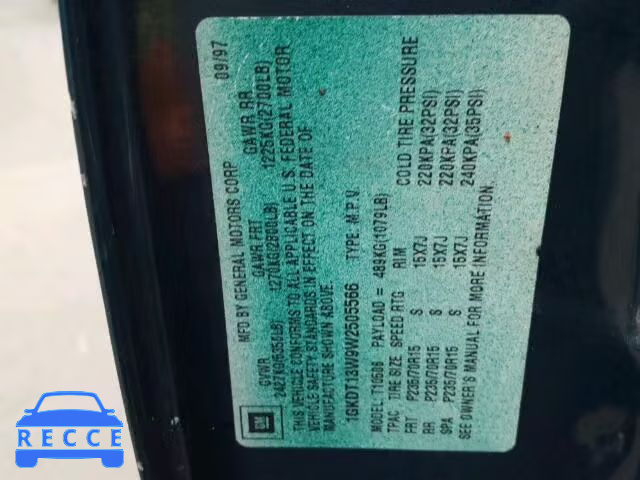 MFD BY GENERAL MOTORS CORP 09/97
GVWR GAWR FRT GAWR RR
2427KG(5350LB) 1270KG(2800LB) 1225KG(2700LB)
THIS VEHICLE CONFORMS TO ALL APPLICABLE U.S. FEDERAL MOTOR
VEHICLE SAFETY STANDARDS IN EFFECT ON THE DATE OF
MANUFACTURE SHOWN ABOVE.
1GKDT13W9W2505566 TYPE: M.P.V.
MODEL: T10506 PAYLOAD = 489KG(1079LB)
TPAC TIRE SIZE SPEED RTG RIM COLD TIRE PRESSURE
FRT P235/70R15 S 15X7J 220KPA(32PSI)
RR P235/70R15 S 15X7J 220KPA(32PSI)
SPA P235/70R15 S 15X7J 240KPA(35PSI)
SEE OWNER'S MANUAL FOR MORE INFORMATION.
GM
RECCE